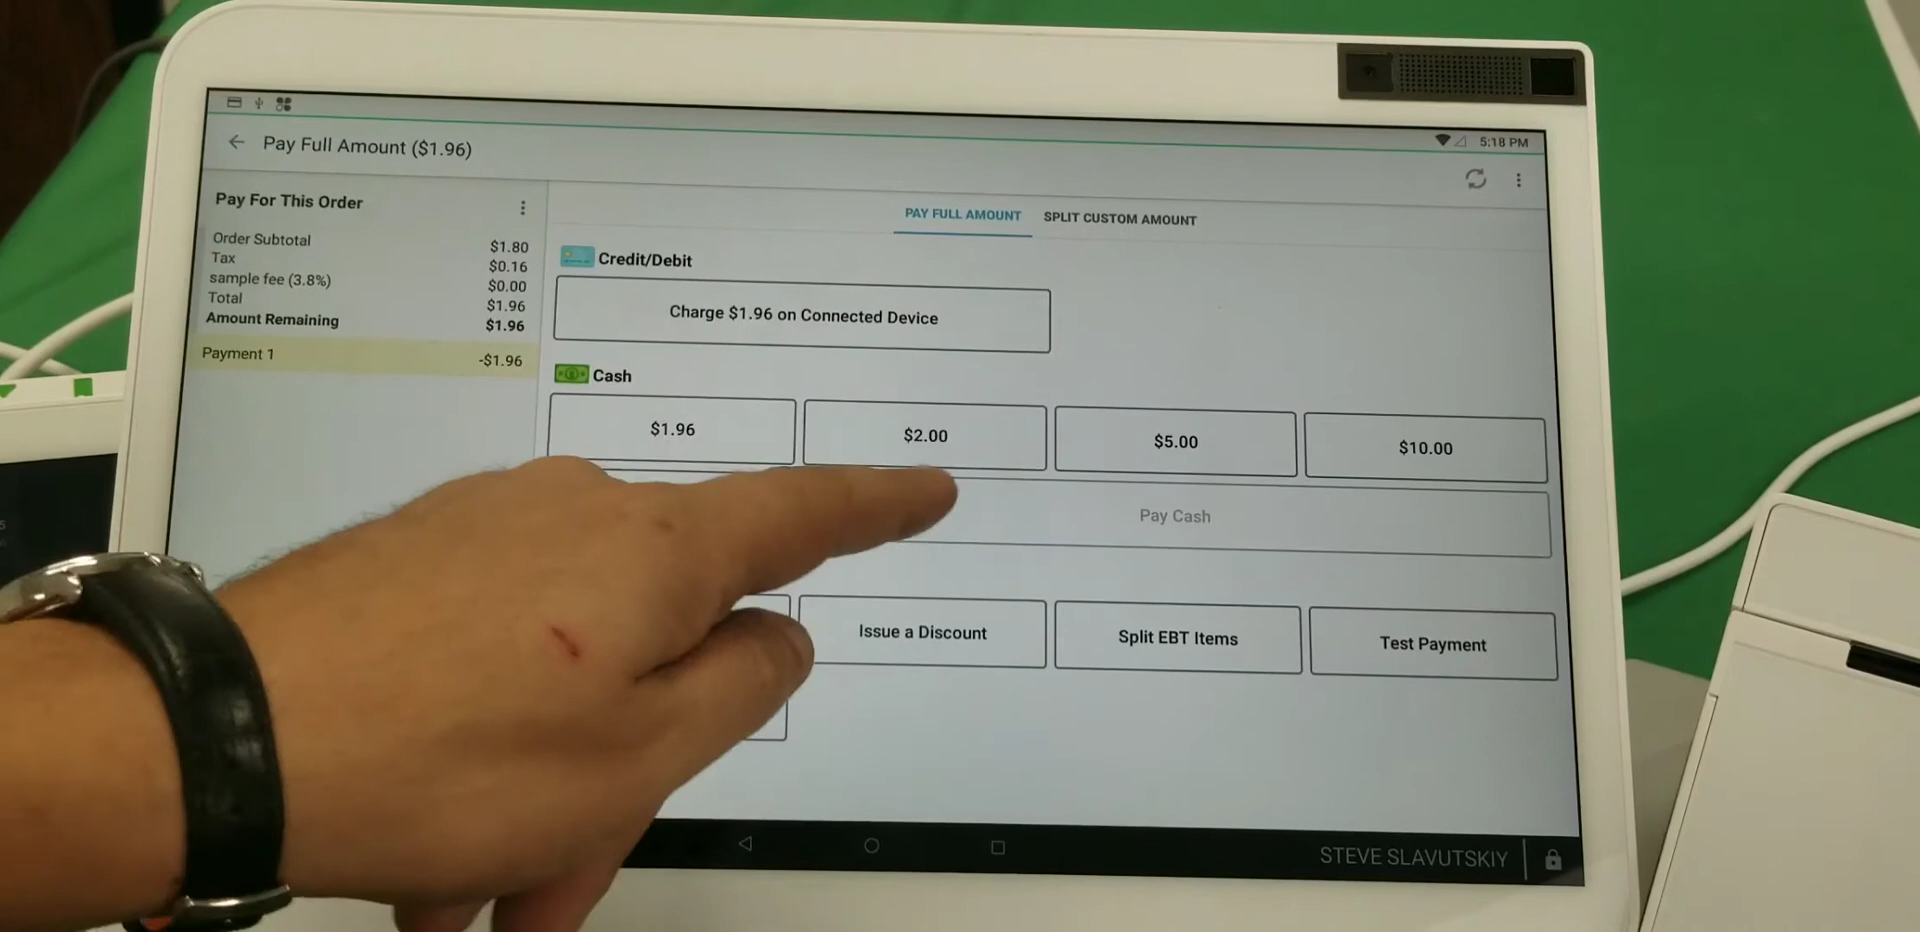 5:18 PM
Pay Full Amount ($1.96)
Pay For This Order
Order Subtotal $1.80
Tax $0.16
sample fee (3.8%) $0.00
Total $1.96
Amount Remaining $1.96
Payment 1 -$1.96
PAY FULL AMOUNT SPLIT CUSTOM AMOUNT
Credit/Debit
Charge $1.96 on Connected Device
Cash
$1.96 $2.00 $5.00 $10.00
Pay Cash
Issue a Discount Split EBT Items Test Payment
STEVE SLAVUTSKIY